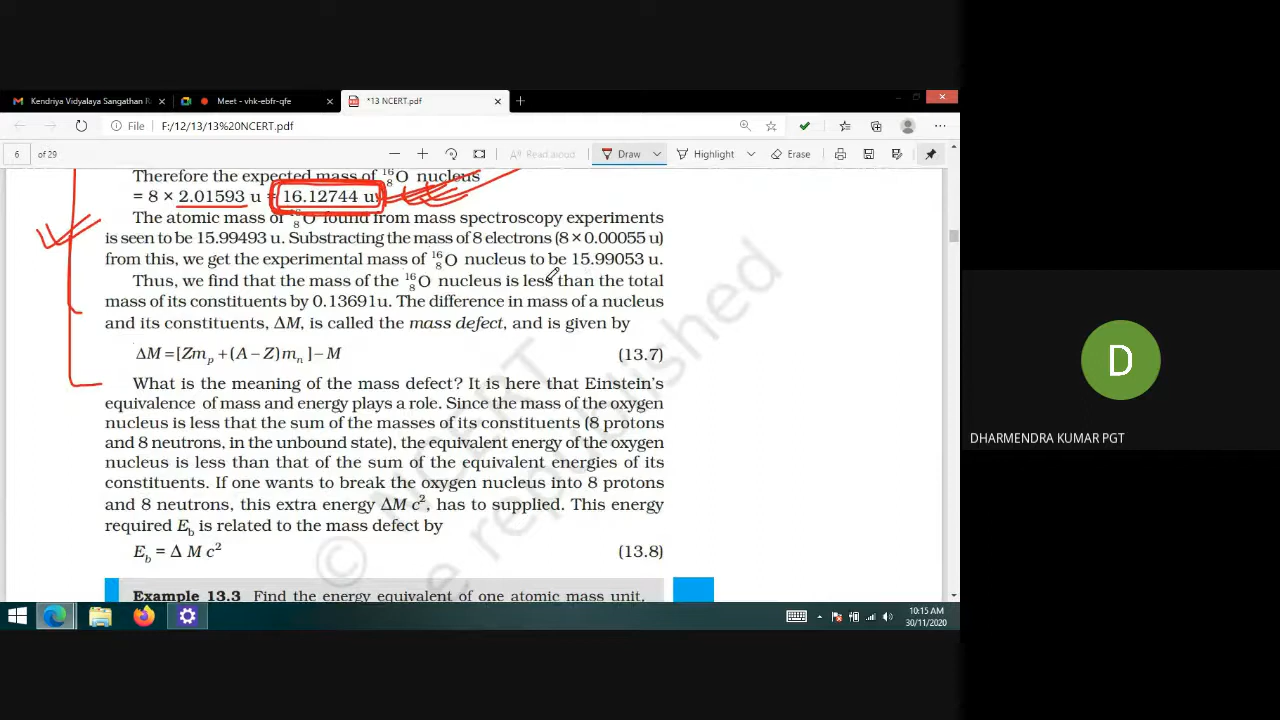 Kendriya Vidyalaya Sangathan R
Meet - vhk-ebfr-qfe
*13 NCERT.pdf
File
F:/12/13/13%20NCERT.pdf
6
of 29
Read aloud
Draw
Highlight
Erase
Therefore the expected mass of ¹⁶₈O nucleus
= 8 × 2.01593 u = 16.12744 u.
The atomic mass of ¹⁶₈O found from mass spectroscopy experiments
is seen to be 15.99493 u. Substracting the mass of 8 electrons (8 × 0.00055 u)
from this, we get the experimental mass of ¹⁶₈O nucleus to be 15.99053 u.
Thus, we find that the mass of the ¹⁶₈O nucleus is less than the total
mass of its constituents by 0.13691u. The difference in mass of a nucleus
and its constituents, ΔM, is called the mass defect, and is given by
ΔM = [Zmₚ + (A − Z)mₙ] − M (13.7)
What is the meaning of the mass defect? It is here that Einstein's
equivalence of mass and energy plays a role. Since the mass of the oxygen
nucleus is less that the sum of the masses of its constituents (8 protons
and 8 neutrons, in the unbound state), the equivalent energy of the oxygen
nucleus is less than that of the sum of the equivalent energies of its
constituents. If one wants to break the oxygen nucleus into 8 protons
and 8 neutrons, this extra energy ΔM c², has to supplied. This energy
required E_b is related to the mass defect by
E_b = Δ M c² (13.8)
Example 13.3 Find the energy equivalent of one atomic mass unit,
© NCERT
e republished
D
DHARMENDRA KUMAR PGT
10:15 AM
30/11/2020